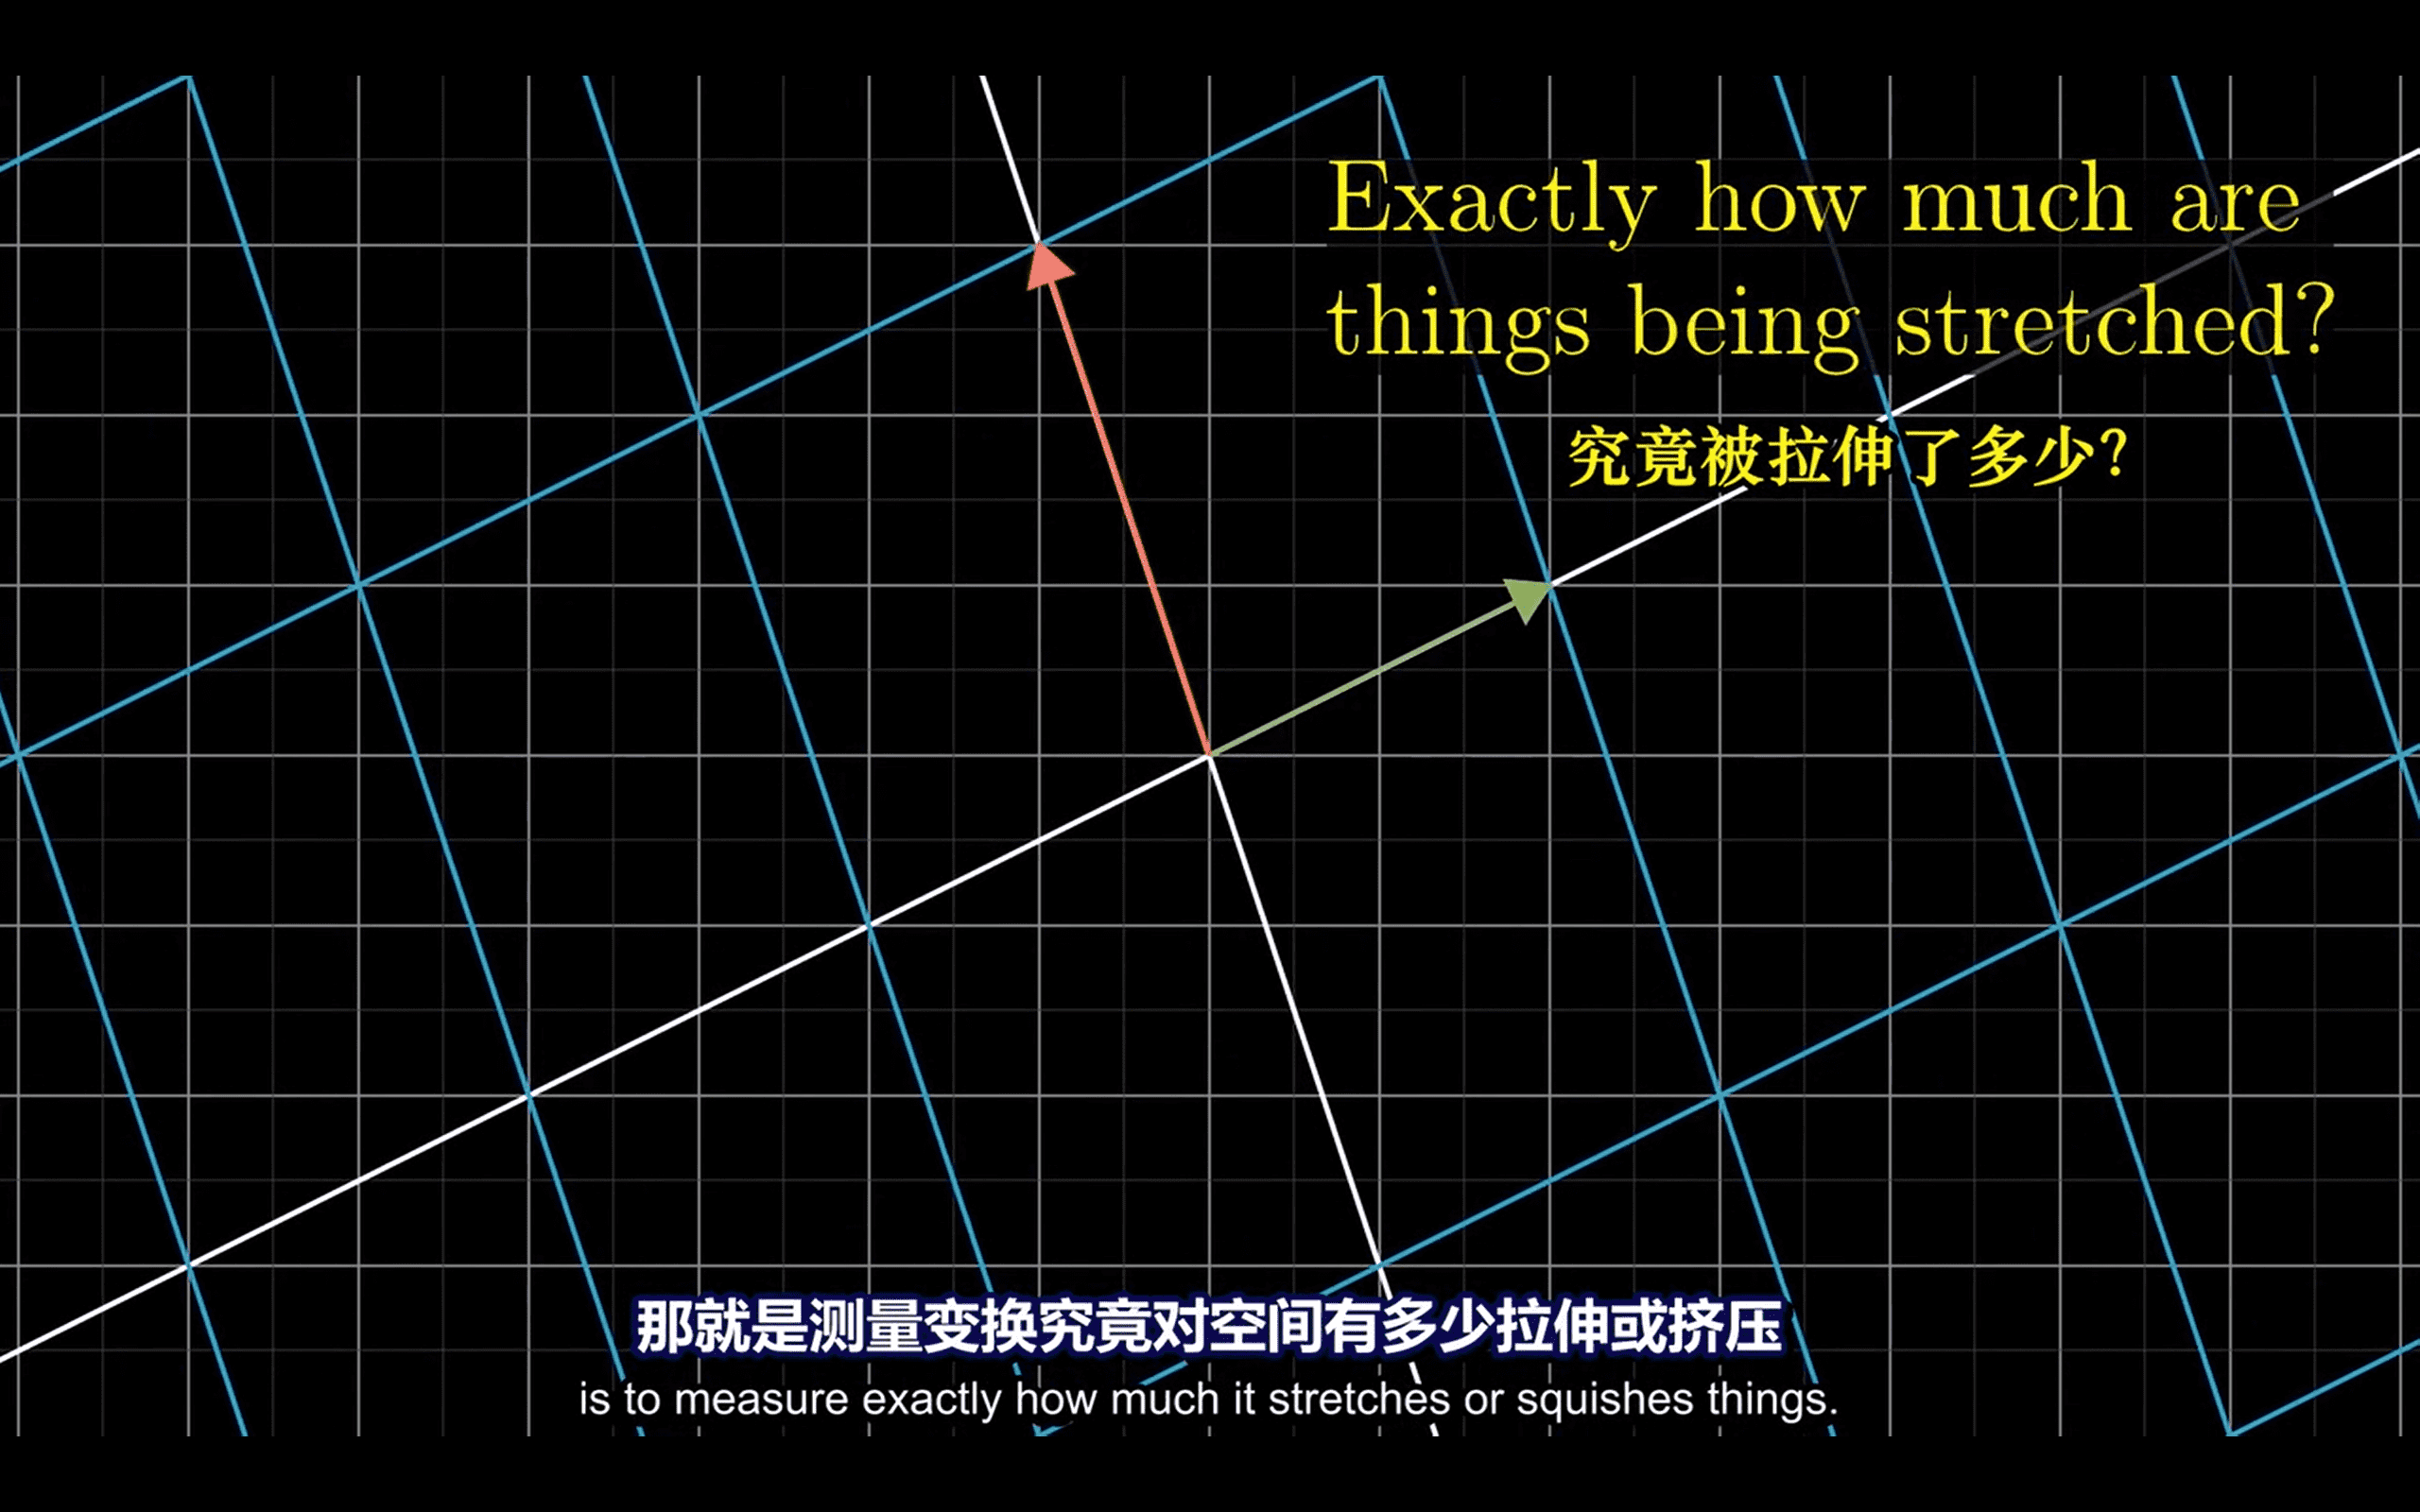 Exactly how much are
things being stretched?
究竟被拉伸了多少?
那就是测量变换究竟对空间有多少拉伸或挤压
is to measure exactly how much it stretches or squishes things.